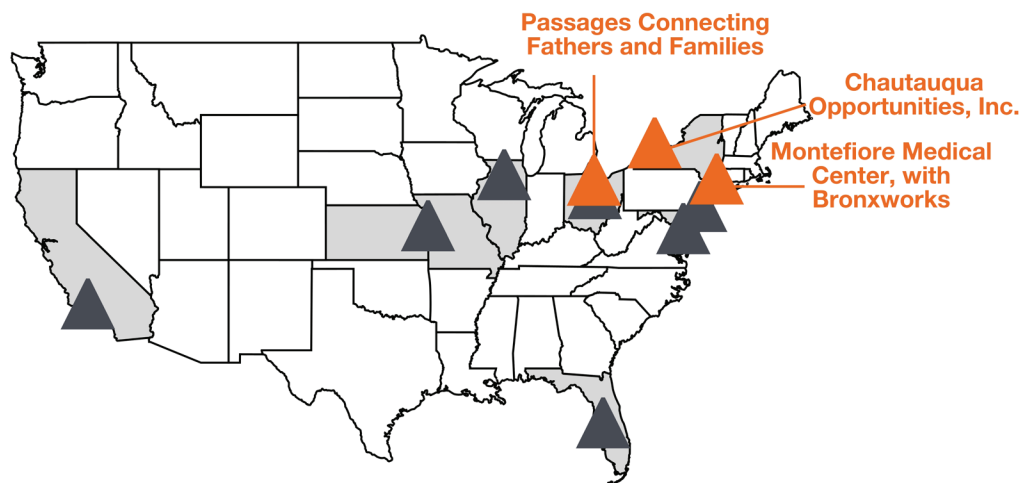 Passages Connecting
Fathers and Families
Chautauqua
Opportunities, Inc.
Montefiore Medical
Center, with
Bronxworks